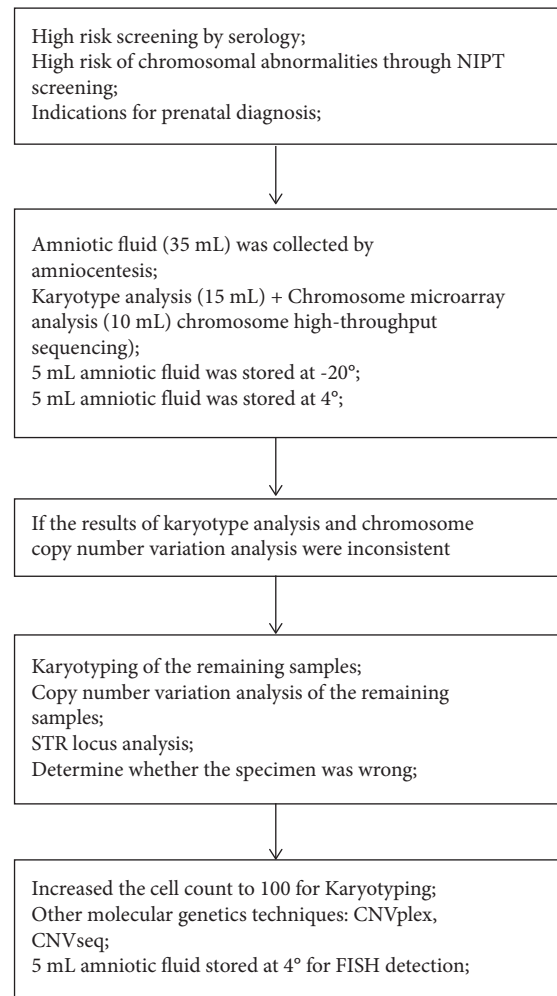 High risk screening by serology;
High risk of chromosomal abnormalities through NIPT
screening;
Indications for prenatal diagnosis;
Amniotic fluid (35 mL) was collected by
amniocentesis;
Karyotype analysis (15 mL) + Chromosome microarray
analysis (10 mL) chromosome high-throughput
sequencing);
5 mL amniotic fluid was stored at -20°;
5 mL amniotic fluid was stored at 4°;
If the results of karyotype analysis and chromosome
copy number variation analysis were inconsistent
Karyotyping of the remaining samples;
Copy number variation analysis of the remaining
samples;
STR locus analysis;
Determine whether the specimen was wrong;
Increased the cell count to 100 for Karyotyping;
Other molecular genetics techniques: CNVplex,
CNVseq;
5 mL amniotic fluid stored at 4° for FISH detection;